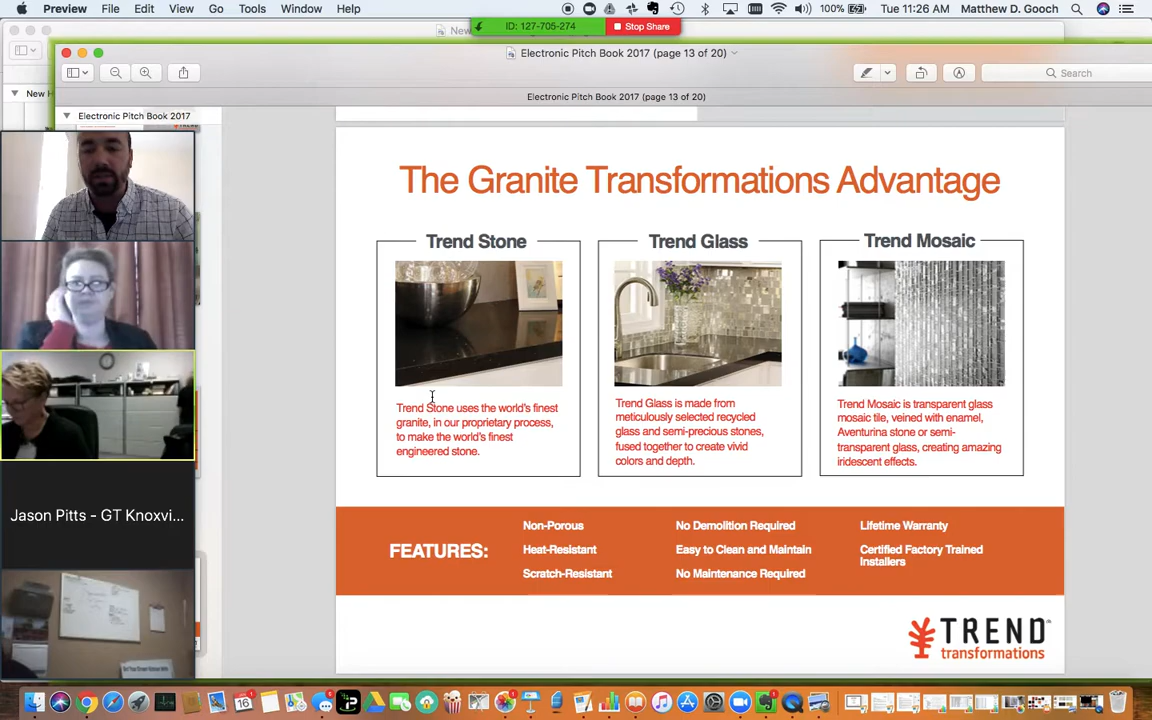 Preview File Edit View Go Tools Window Help
100% Tue 11:26 AM Matthew D. Gooch
ID: 127-705-274 Stop Share
New
Electronic Pitch Book 2017 (page 13 of 20)
Search
New H
Electronic Pitch Book 2017 (page 13 of 20)
Electronic Pitch Book 2017
TREND
The Granite Transformations Advantage
Trend Stone
Trend Stone uses the world's finest
granite, in our proprietary process,
to make the world's finest
engineered stone.
Trend Glass
Trend Glass is made from
meticulously selected recycled
glass and semi-precious stones,
fused together to create vivid
colors and depth.
Trend Mosaic
Trend Mosaic is transparent glass
mosaic tile, veined with enamel,
Aventurina stone or semi-
transparent glass, creating amazing
iridescent effects.
Jason Pitts - GT Knoxvi...
FEATURES:
Non-Porous
Heat-Resistant
Scratch-Resistant
No Demolition Required
Easy to Clean and Maintain
No Maintenance Required
Lifetime Warranty
Certified Factory Trained
Installers
TREND
transformations
16